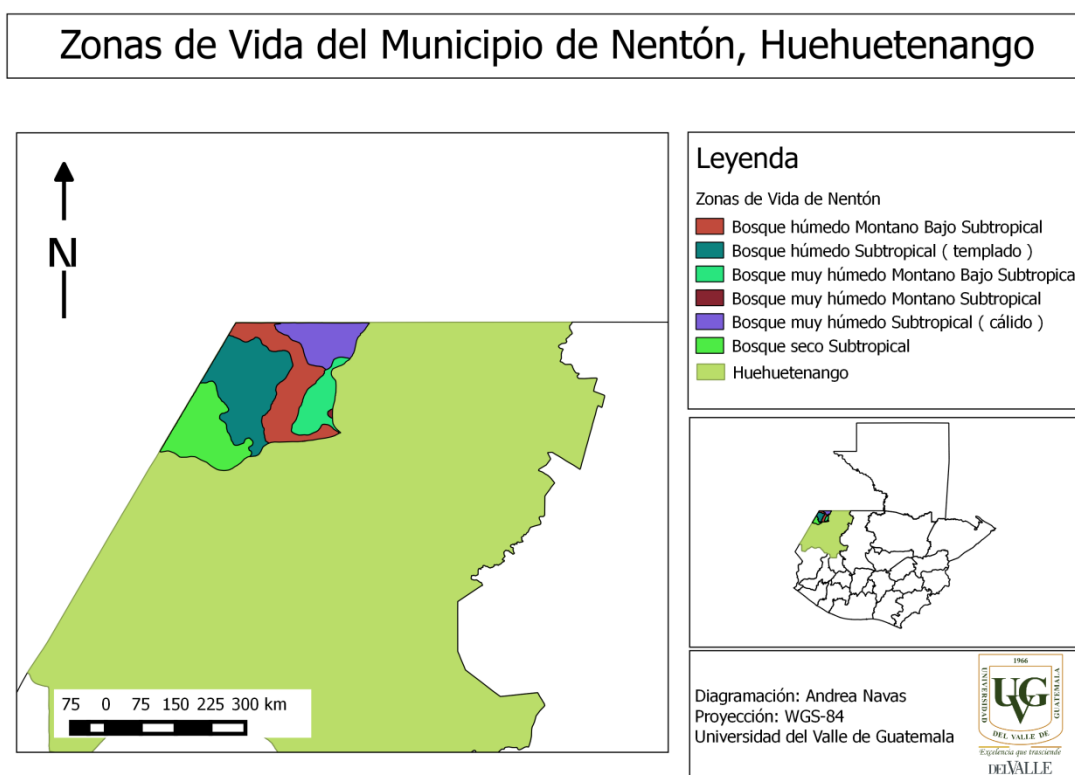 Zonas de Vida del Municipio de Nentón, Huehuetenango
N
75 0 75 150 225 300 km
Leyenda
Zonas de Vida de Nentón
Bosque húmedo Montano Bajo Subtropical
Bosque húmedo Subtropical ( templado )
Bosque muy húmedo Montano Bajo Subtropica
Bosque muy húmedo Montano Subtropical
Bosque muy húmedo Subtropical ( cálido )
Bosque seco Subtropical
Huehuetenango
Diagramación: Andrea Navas
Proyección: WGS-84
Universidad del Valle de Guatemala
1966
UNIVERSIDAD
UVG
GUATEMALA
DEL VALLE DE
Excelencia que trasciende
DEL VALLE